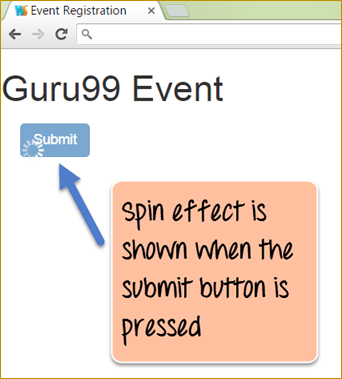 Event Registration
Guru99 Event
Submit
Spin effect is
shown when the
submit button is
pressed